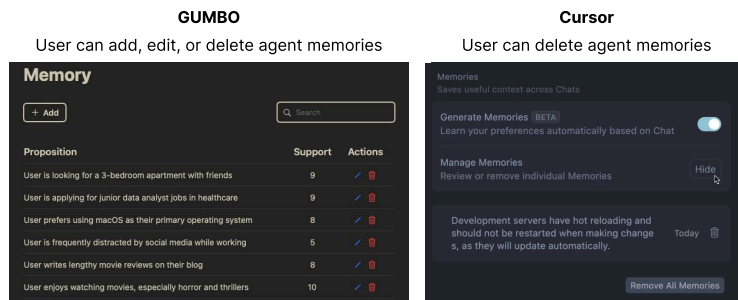 GUMBO
User can add, edit, or delete agent memories
Memory
+ Add
Search
Proposition Support Actions
User is looking for a 3-bedroom apartment with friends 9
User is applying for junior data analyst jobs in healthcare 9
User prefers using macOS as their primary operating system 8
User is frequently distracted by social media while working 5
User writes lengthy movie reviews on their blog 8
User enjoys watching movies, especially horror and thrillers 10
Cursor
User can delete agent memories
Memories
Saves useful context across Chats
Generate Memories BETA
Learn your preferences automatically based on Chat
Manage Memories
Review or remove individual Memories
Hide
Development servers have hot reloading and
should not be restarted when making change
s, as they will update automatically.
Today
Remove All Memories